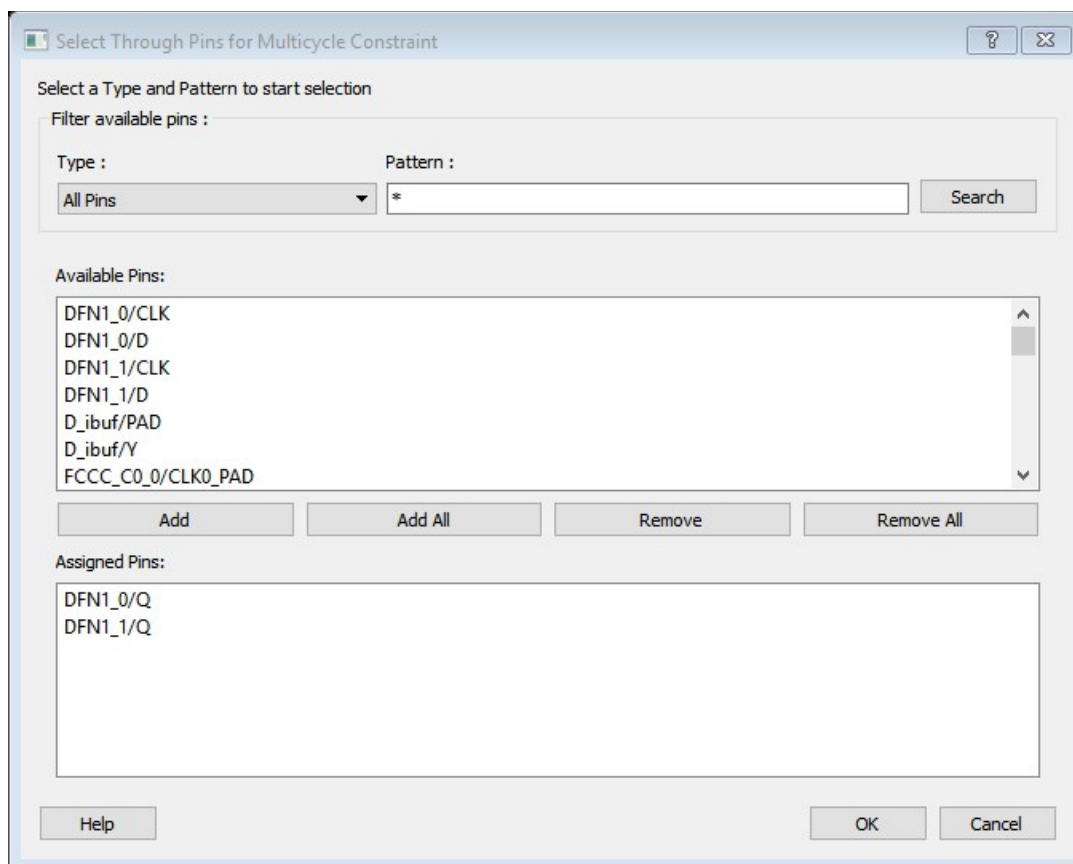 Select Through Pins for Multicycle Constraint
Select a Type and Pattern to start selection
Filter available pins :
Type :
Pattern :
All Pins
*
Search
Available Pins:
DFN1_0/CLK
DFN1_0/D
DFN1_1/CLK
DFN1_1/D
D_ibuf/PAD
D_ibuf/Y
FCCC_C0_0/CLK0_PAD
Add
Add All
Remove
Remove All
Assigned Pins:
DFN1_0/Q
DFN1_1/Q
Help
OK
Cancel